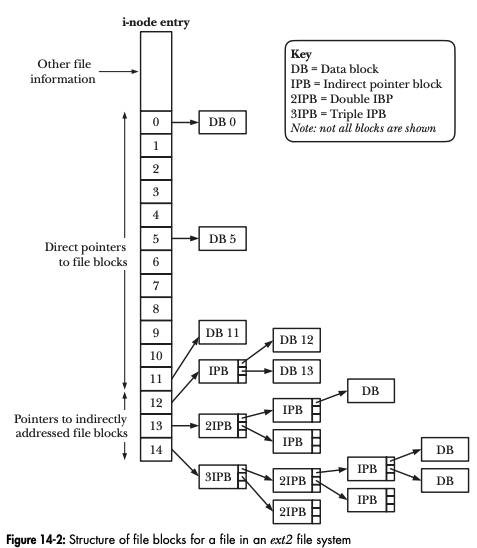 i-node entry
Other file
information
Key
DB = Data block
IPB = Indirect pointer block
2IPB = Double IBP
3IPB = Triple IPB
Note: not all blocks are shown
0
DB 0
1
2
3
4
5
DB 5
Direct pointers
to file blocks
6
7
8
9
DB 11
10
DB 12
11
IPB
DB 13
12
DB
Pointers to indirectly
addressed file blocks
13
2IPB
IPB
IPB
14
3IPB
2IPB
IPB
DB
DB
2IPB
IPB
Figure 14-2: Structure of file blocks for a file in an ext2 file system